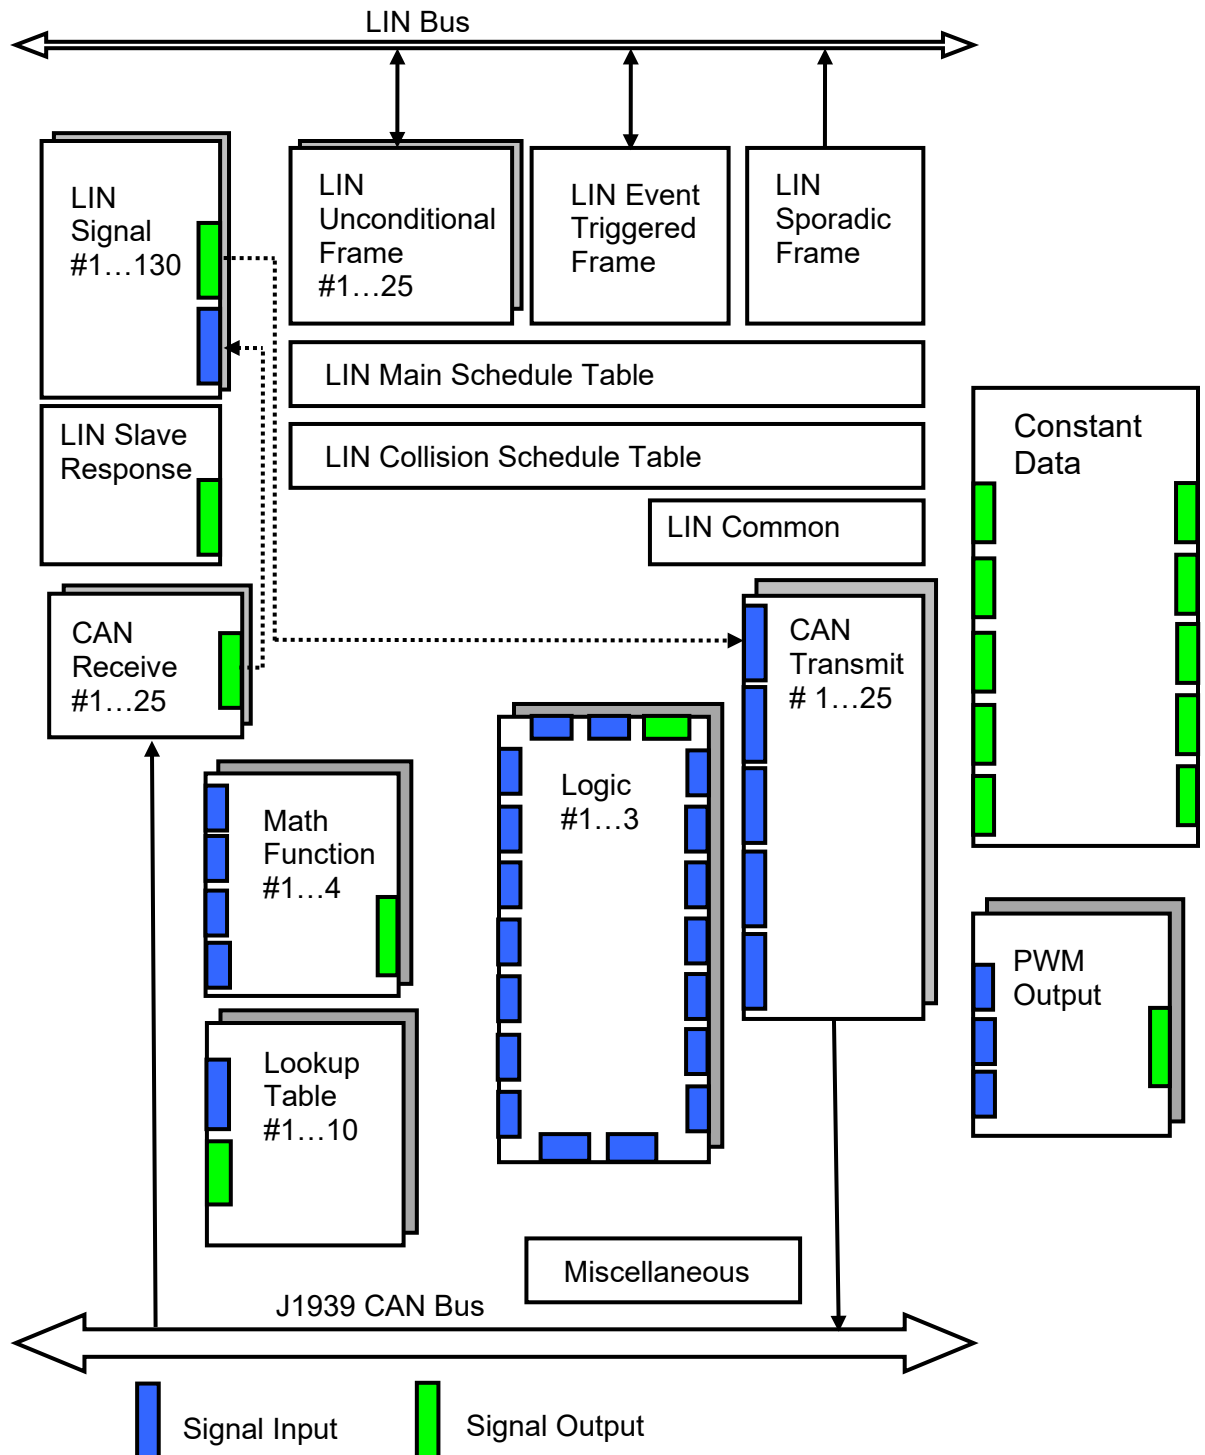 LIN Bus
LIN
Signal
#1…130
LIN
Unconditional
Frame
#1…25
LIN Event
Triggered
Frame
LIN
Sporadic
Frame
LIN Main Schedule Table
LIN Collision Schedule Table
LIN Common
LIN Slave
Response
Constant
Data
CAN
Receive
#1…25
CAN
Transmit
# 1…25
Logic
#1…3
Math
Function
#1…4
PWM
Output
Lookup
Table
#1…10
Miscellaneous
J1939 CAN Bus
Signal Input
Signal Output